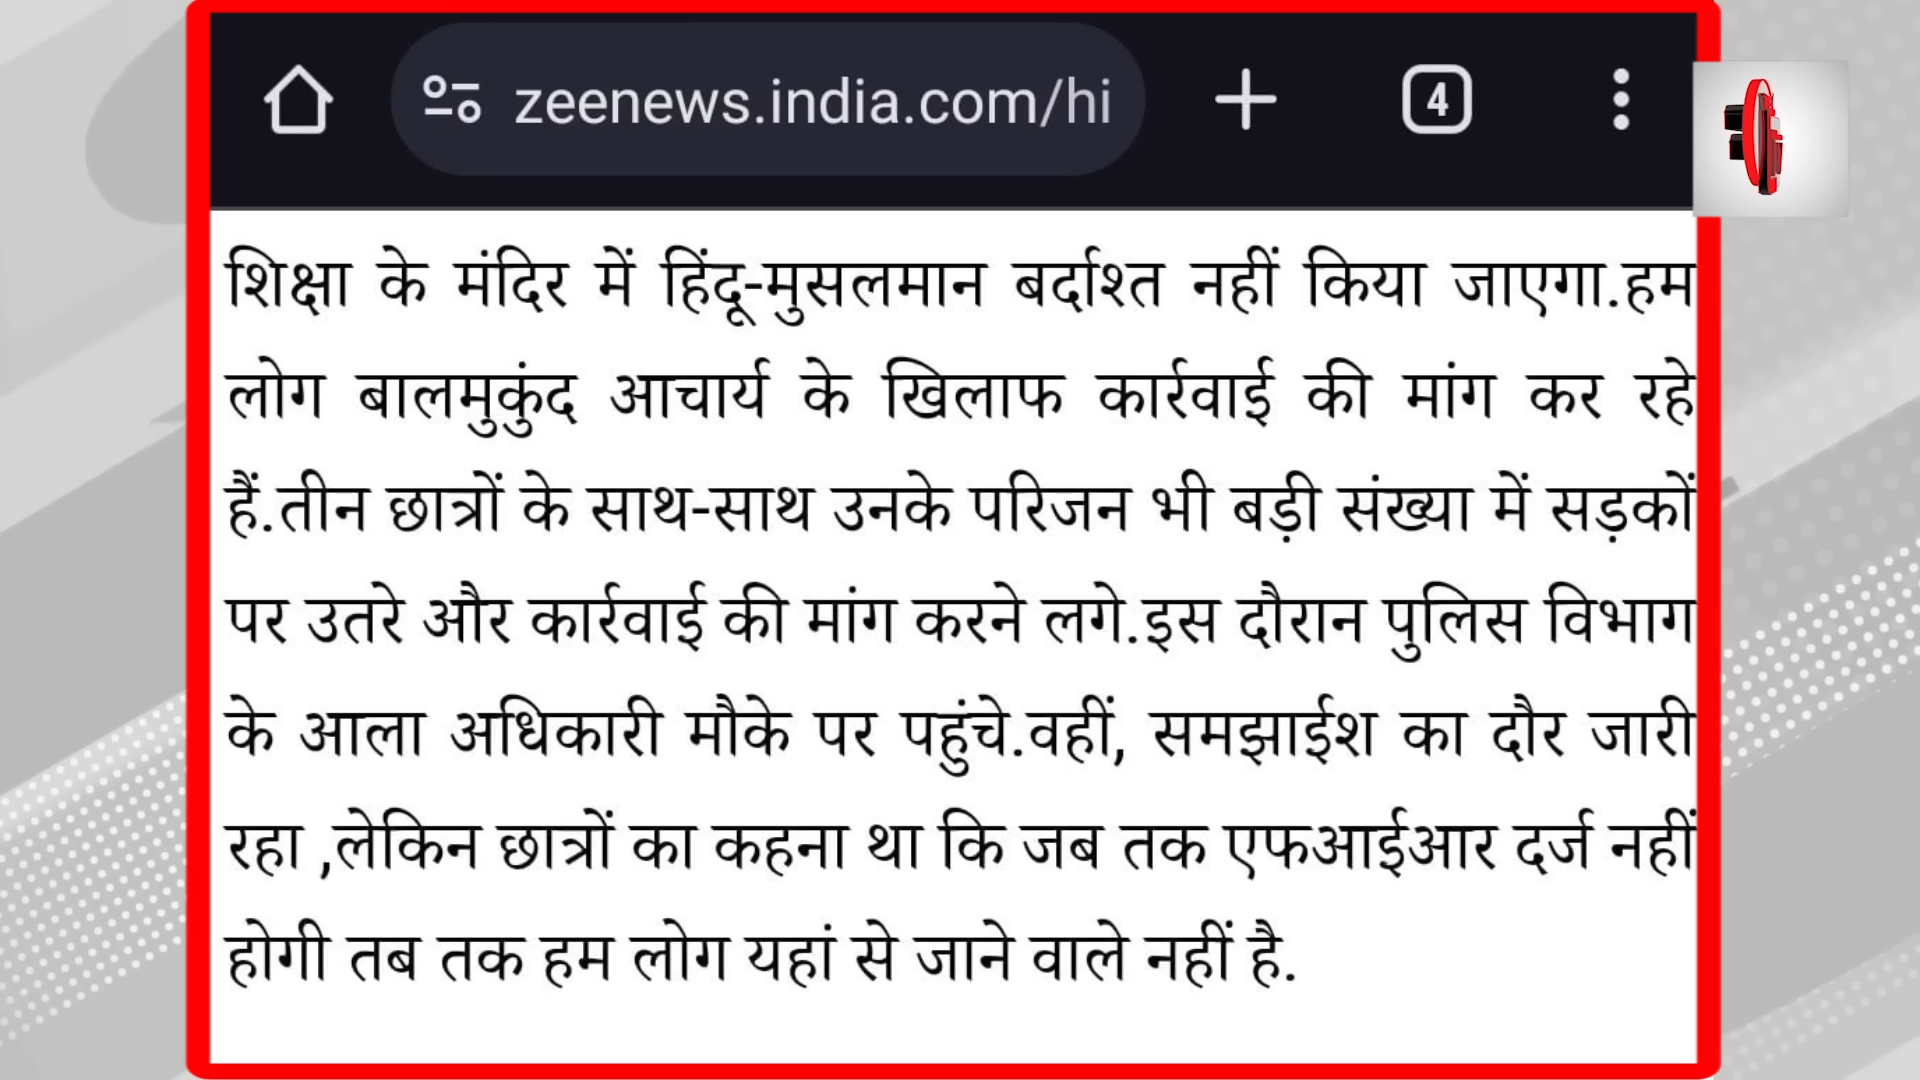 zeenews.india.com/hi
4
शिक्षा के मंदिर में हिंदू-मुसलमान बर्दाश्त नहीं किया जाएगा.हम
लोग बालमुकुंद आचार्य के खिलाफ कार्रवाई की मांग कर रहे
हैं.तीन छात्रों के साथ-साथ उनके परिजन भी बड़ी संख्या में सड़कों
पर उतरे और कार्रवाई की मांग करने लगे.इस दौरान पुलिस विभाग
के आला अधिकारी मौके पर पहुंचे.वहीं, समझाईश का दौर जारी
रहा ,लेकिन छात्रों का कहना था कि जब तक एफआईआर दर्ज नहीं
होगी तब तक हम लोग यहां से जाने वाले नहीं है.